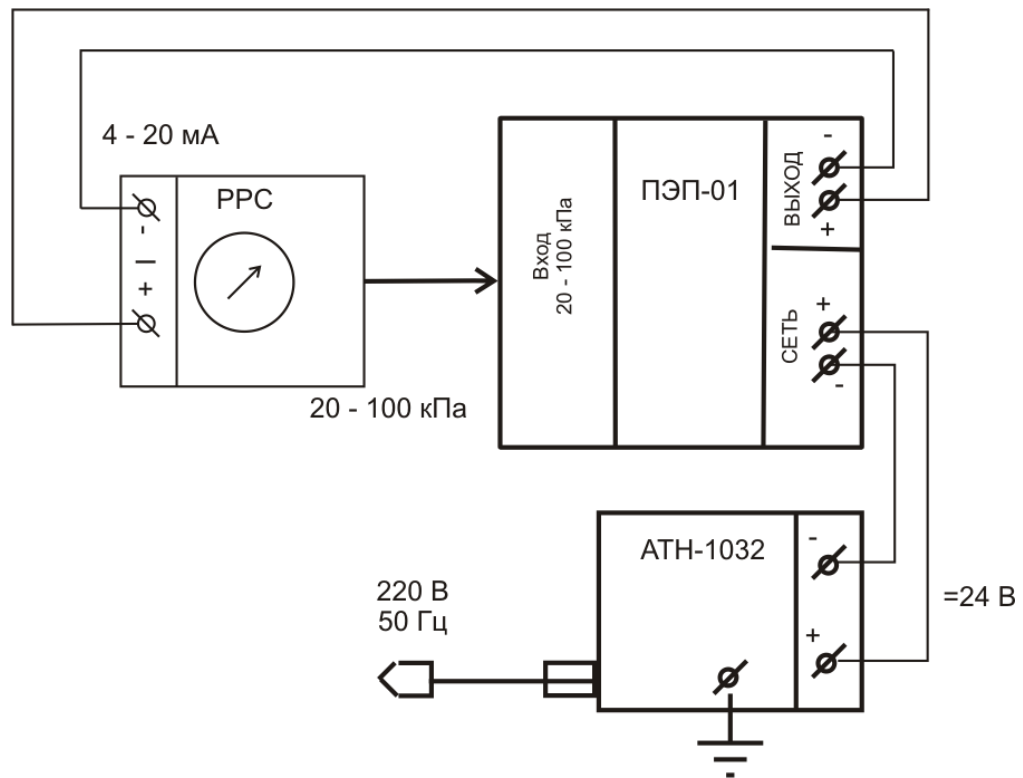 4 - 20 мА
РРС
-
+
20 - 100 кПа
Вход
20 - 100 кПа
ПЭП-01
ВЫХОД
-
+
СЕТЬ
+
-
АТН-1032
-
+
=24 В
220 В
50 Гц